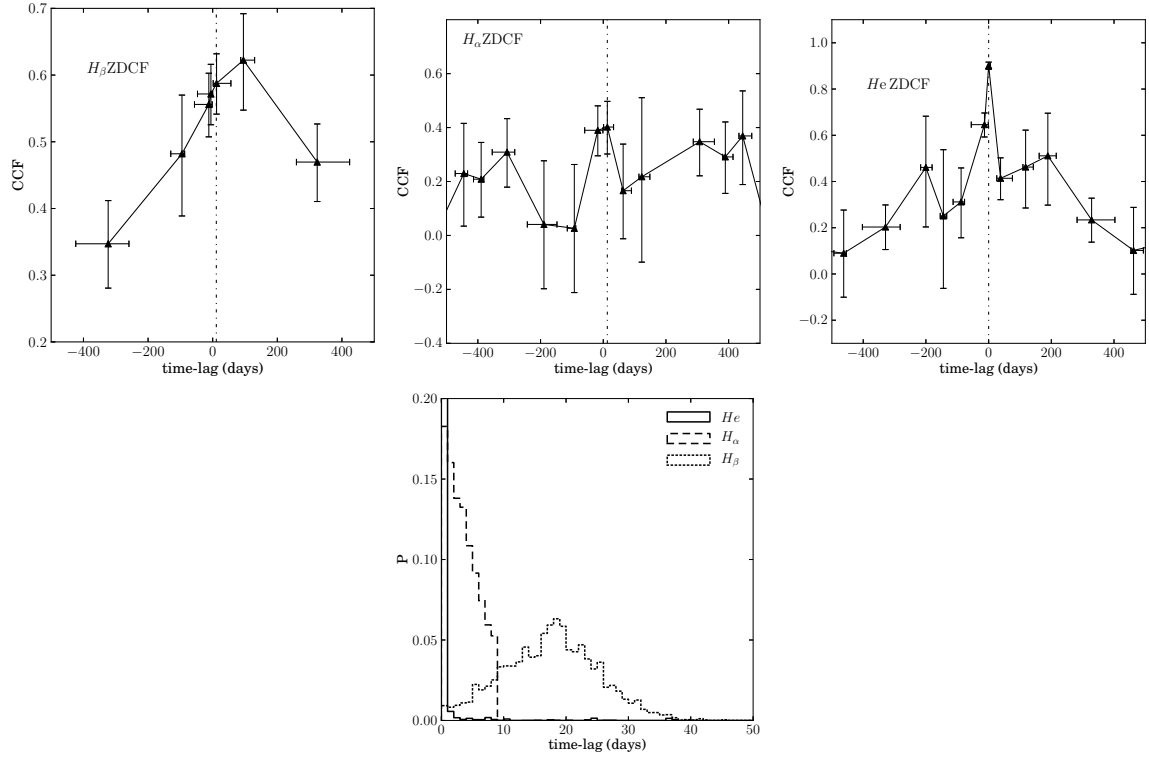 0.7
0.6
0.5
0.4
0.3
0.2
CCF
HβZDCF
−400 −200 0 200 400
time-lag (days)
0.6
0.4
0.2
0.0
−0.2
−0.4
CCF
HαZDCF
−400 −200 0 200 400
time-lag (days)
1.0
0.8
0.6
0.4
0.2
0.0
−0.2
CCF
He ZDCF
−400 −200 0 200 400
time-lag (days)
0.20
0.15
0.10
0.05
0.00
P
He
Hα
Hβ
0 10 20 30 40 50
time-lag (days)